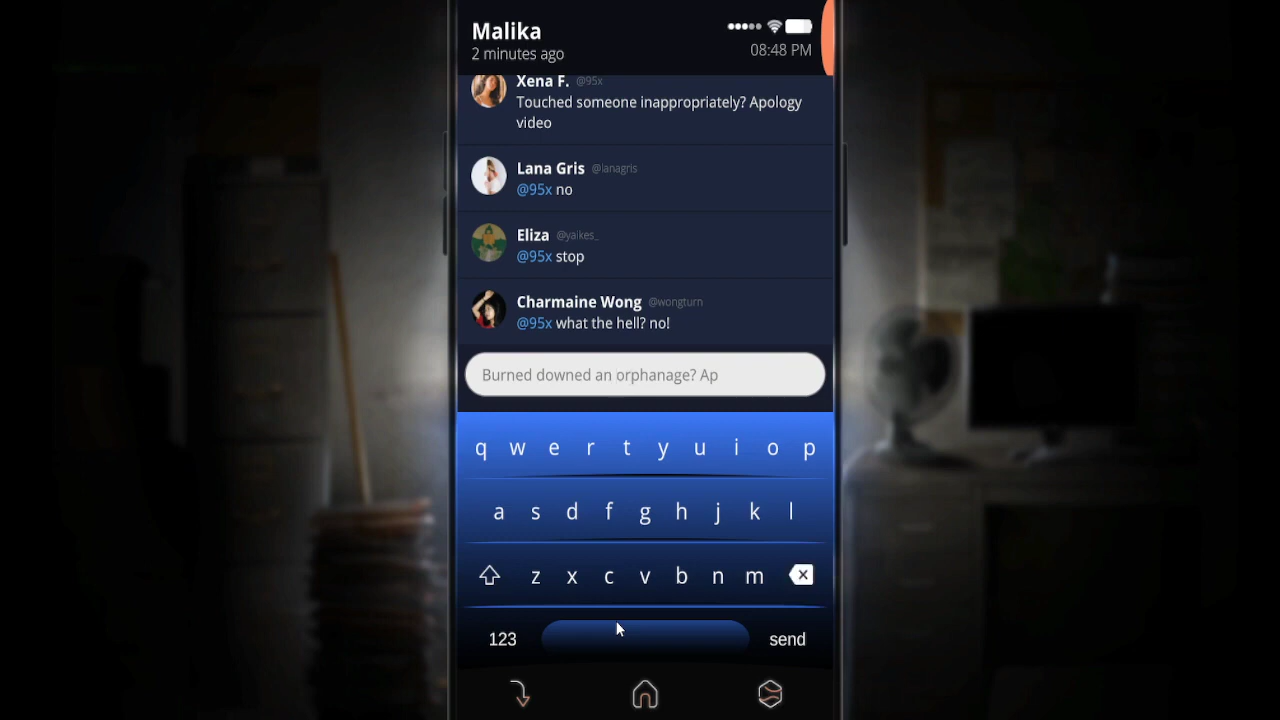 Malika
2 minutes ago
08:48 PM
Xena F. @95x
Touched someone inappropriately? Apology
video
Lana Gris @lanagris
@95x no
Eliza @yaikes_
@95x stop
Charmaine Wong @wongturn
@95x what the hell? no!
Burned downed an orphanage? Ap
q w e r t y u i o p
a s d f g h j k l
z x c v b n m
123 send